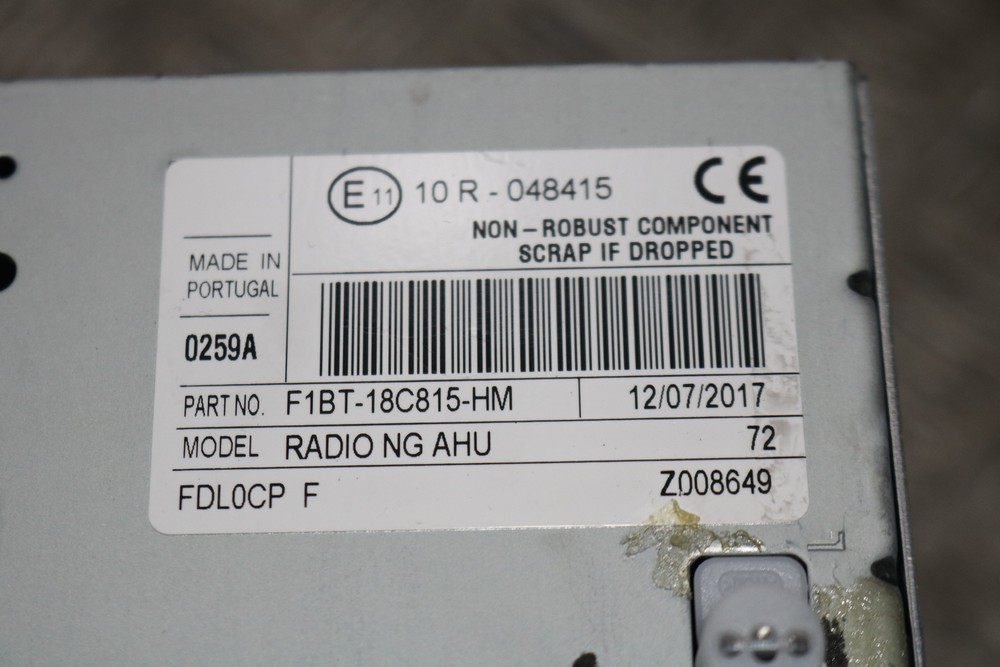 E 11 10 R - 048415 CE
NON - ROBUST COMPONENT
SCRAP IF DROPPED
MADE IN
PORTUGAL
0259A
PART NO. F1BT-18C815-HM 12/07/2017
MODEL RADIO NG AHU 72
FDL0CP F Z008649